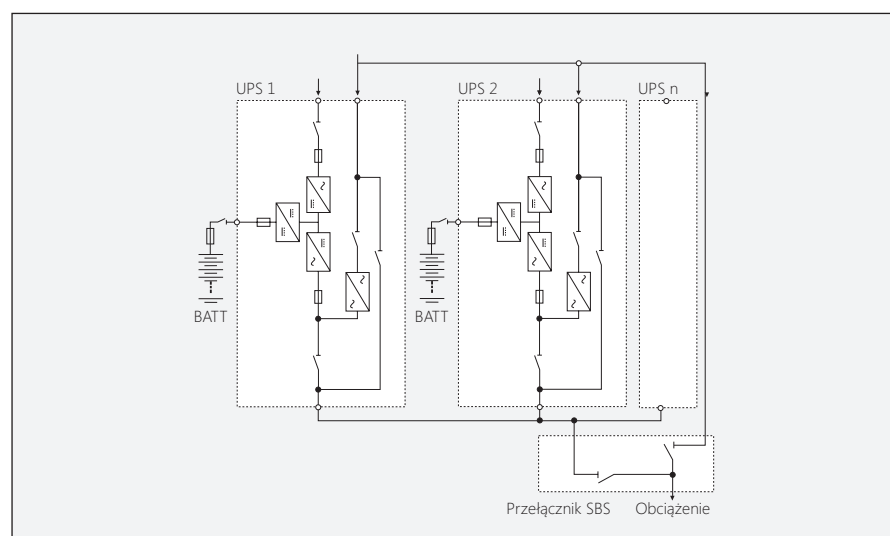 UPS 1
UPS 2
UPS n
BATT
BATT
Przełącznik SBS
Obciążenie